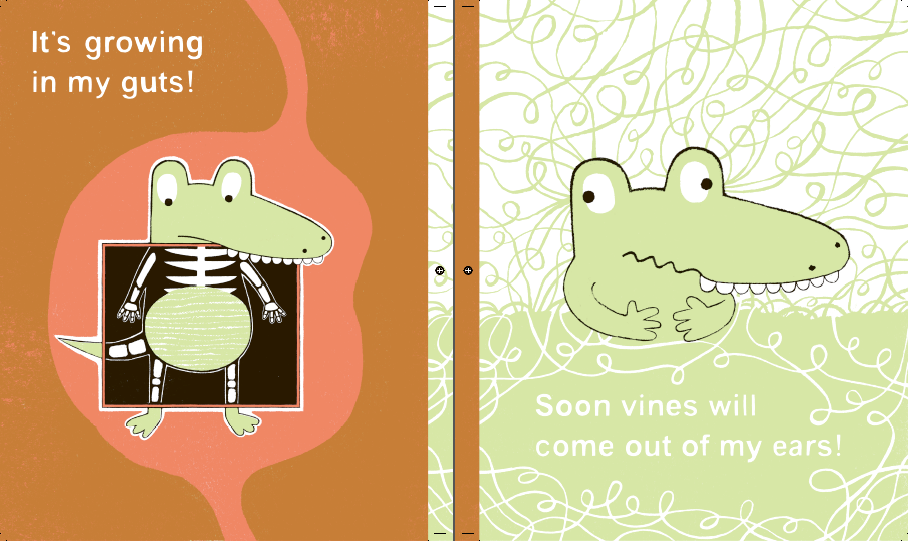 It's growing
in my guts!
Soon vines will
come out of my ears!